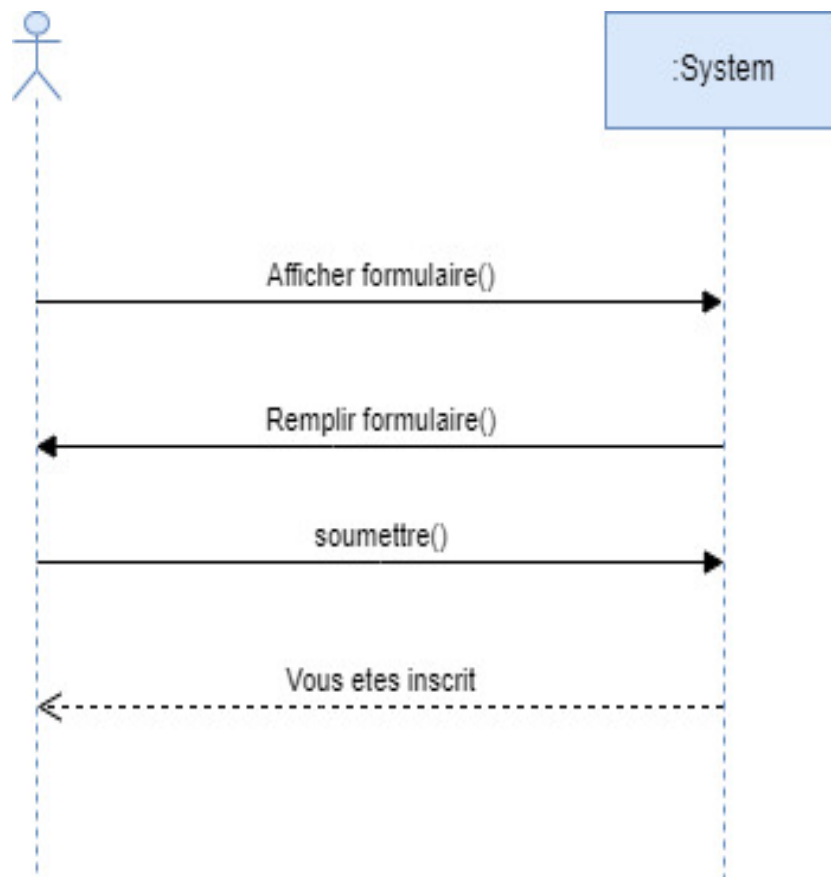 :System
Afficher formulaire()
Remplir formulaire()
soumettre()
Vous etes inscrit